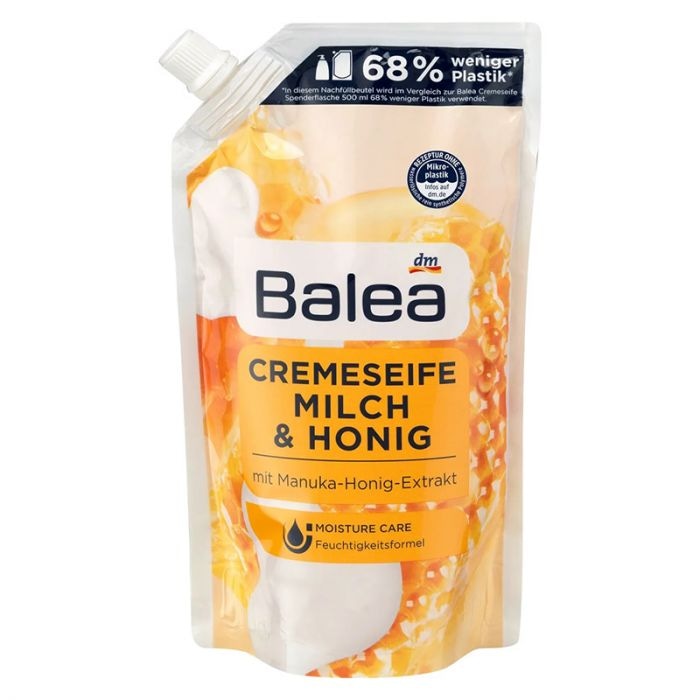 68% weniger
Plastik*
*In diesem Nachfüllbeutel wird im Vergleich zur Balea Cremeseife
Spenderflasche 500 ml 68% weniger Plastik verwendet.
REZEPTUR OHNE
Mikro-
plastik
Infos auf
dm.de
dm
Balea
CREMESEIFE
MILCH
& HONIG
mit Manuka-Honig-Extrakt
MOISTURE CARE
Feuchtigkeitsformel